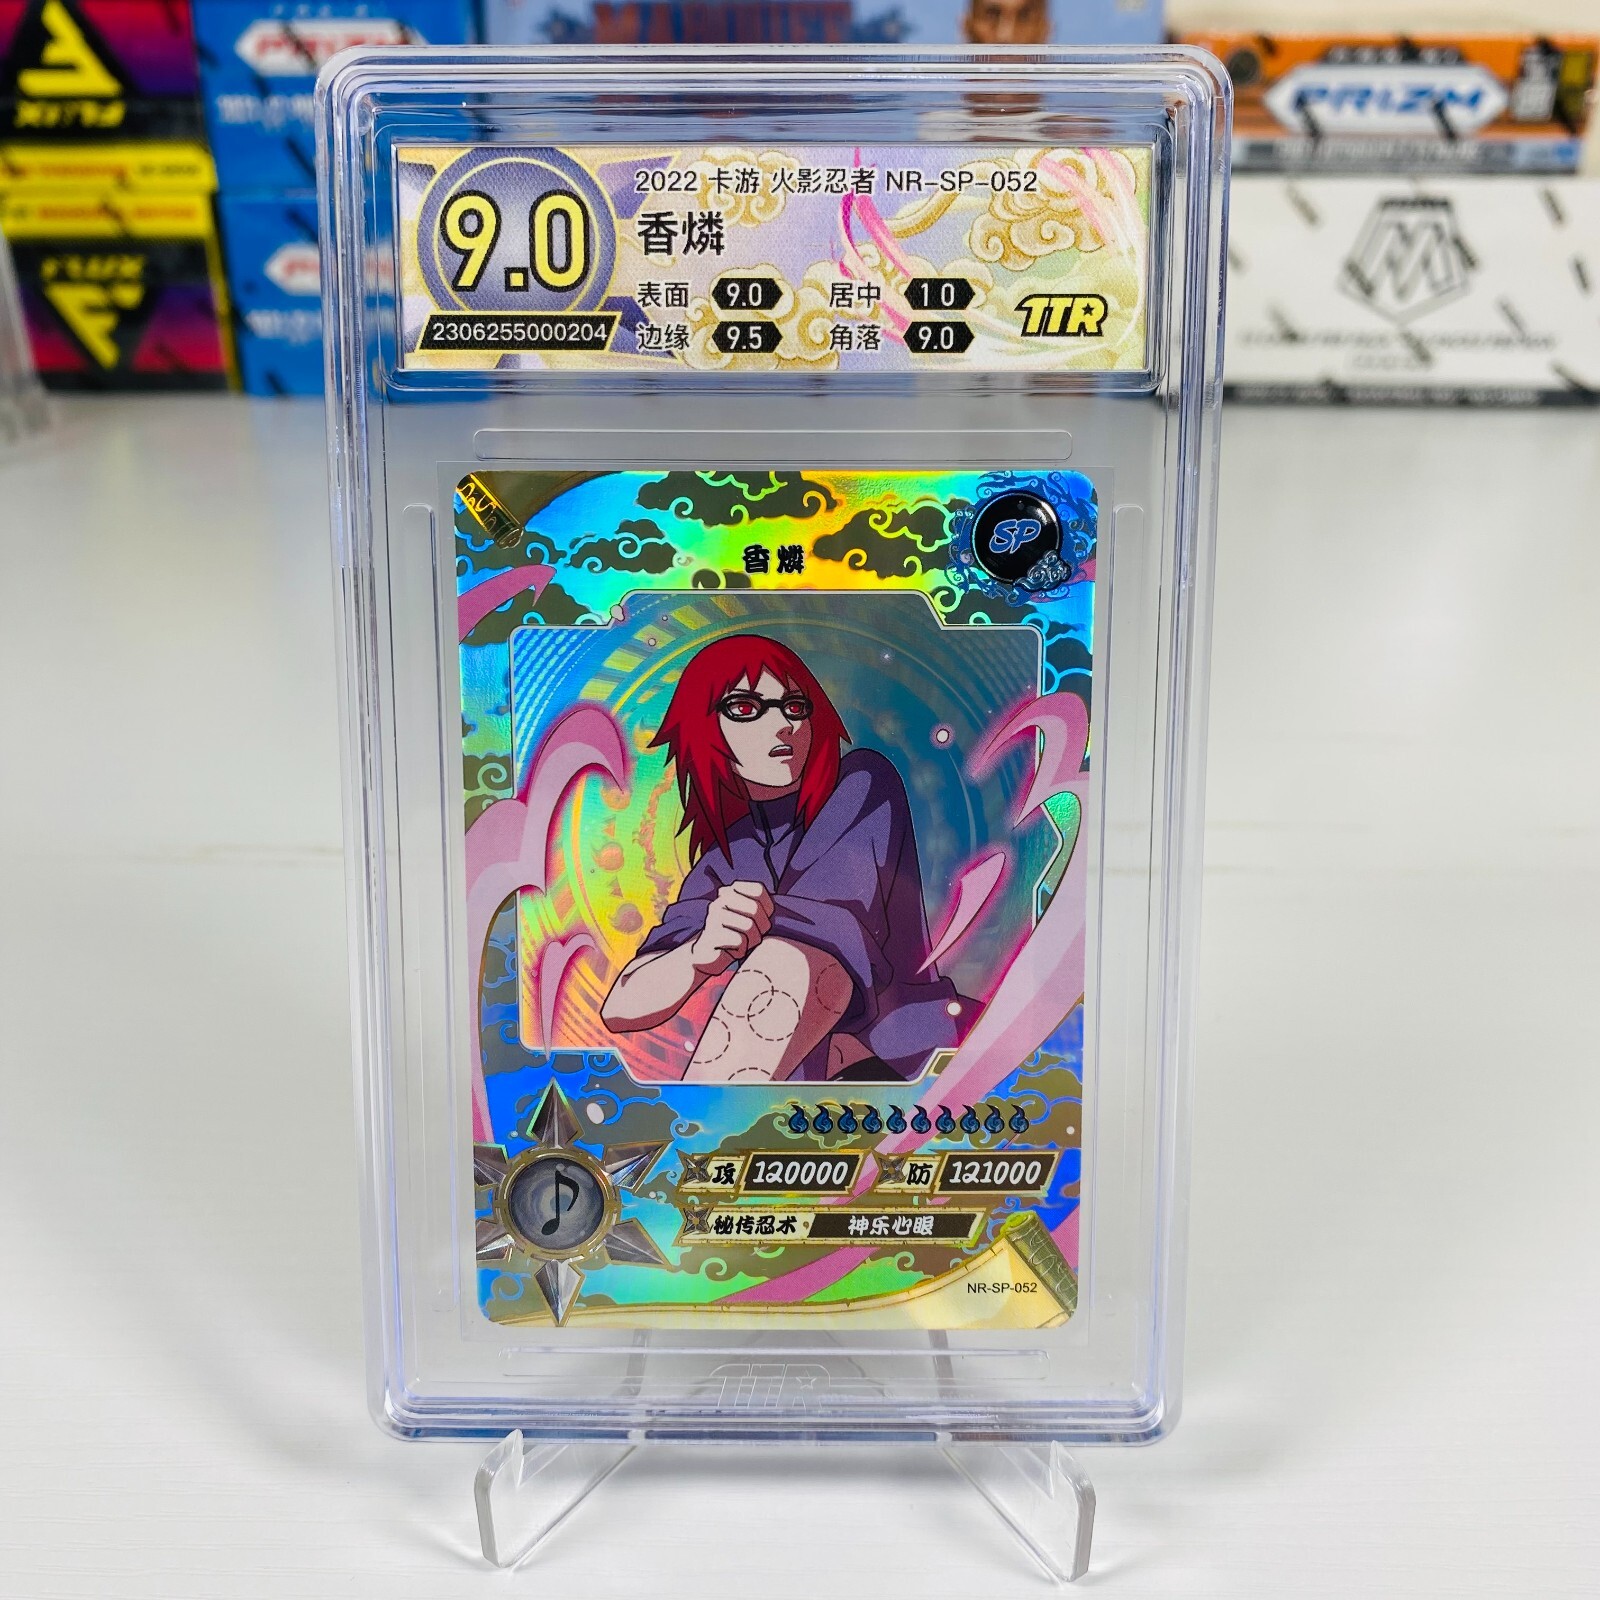 PRIZM
PRIZM
9.0
2306255000204
2022 卡游 火影忍者 NR-SP-052
香燐
表面 9.0 居中 10
边缘 9.5 角落 9.0
TTR
SP
香燐
攻 120000 防 121000
秘传忍术 神乐心眼
NR-SP-052
TTR